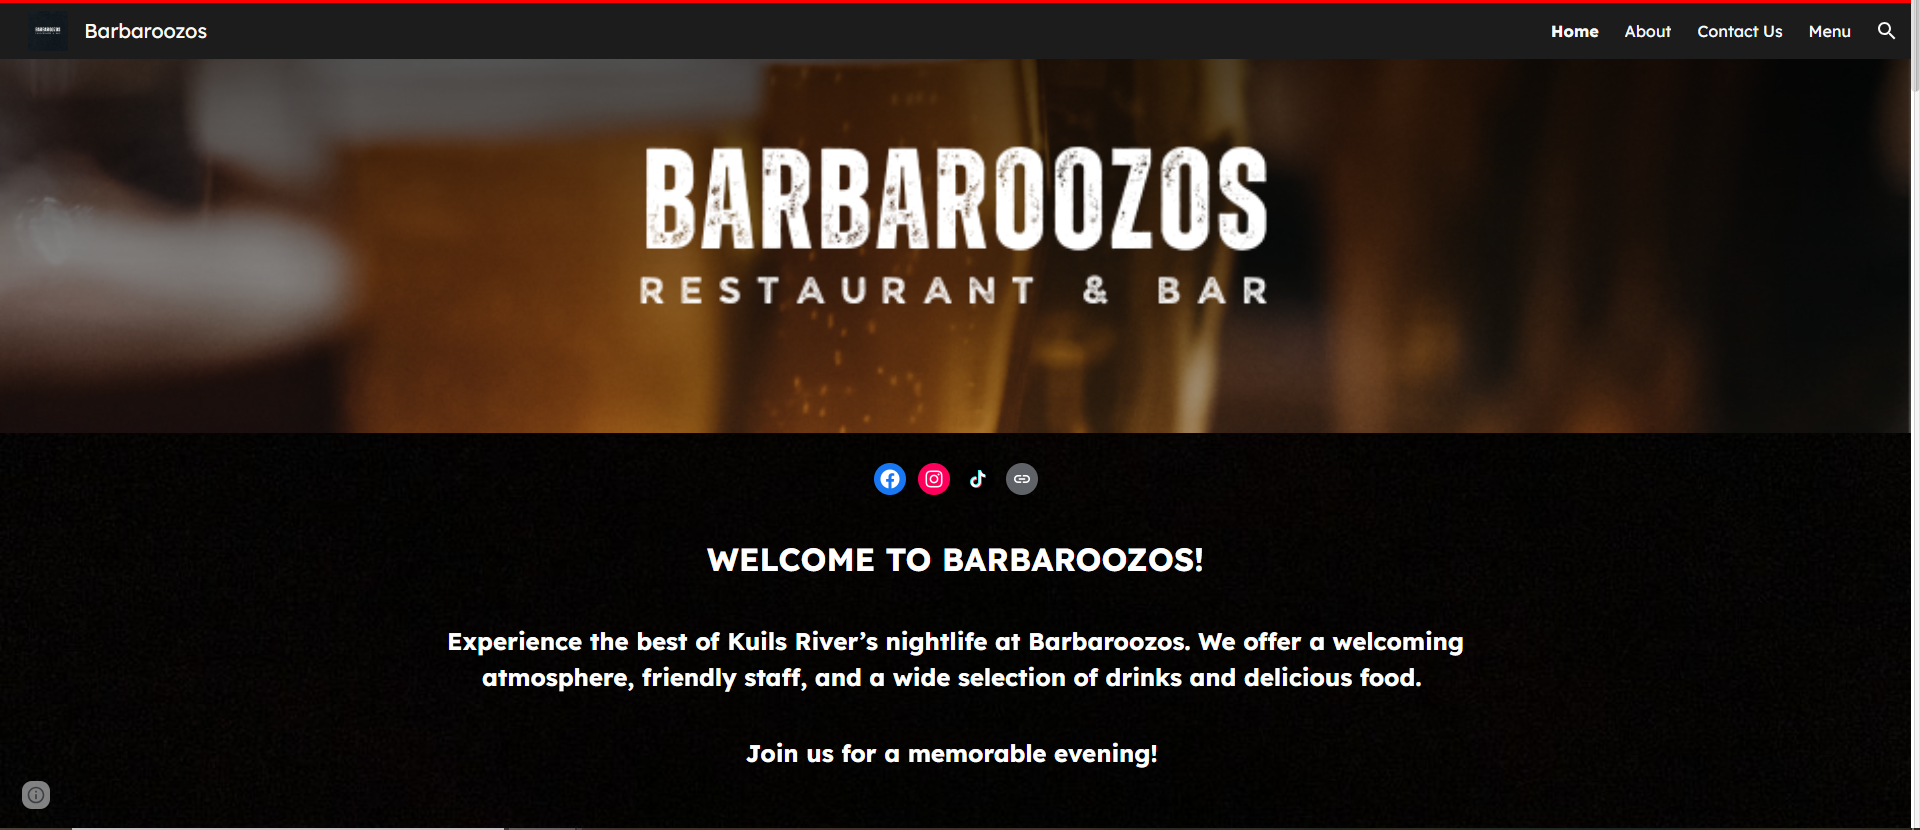 Barbaroozos
Home About Contact Us Menu
BARBAROOZOS
RESTAURANT & BAR
WELCOME TO BARBAROOZOS!
Experience the best of Kuils River’s nightlife at Barbaroozos. We offer a welcoming
atmosphere, friendly staff, and a wide selection of drinks and delicious food.
Join us for a memorable evening!